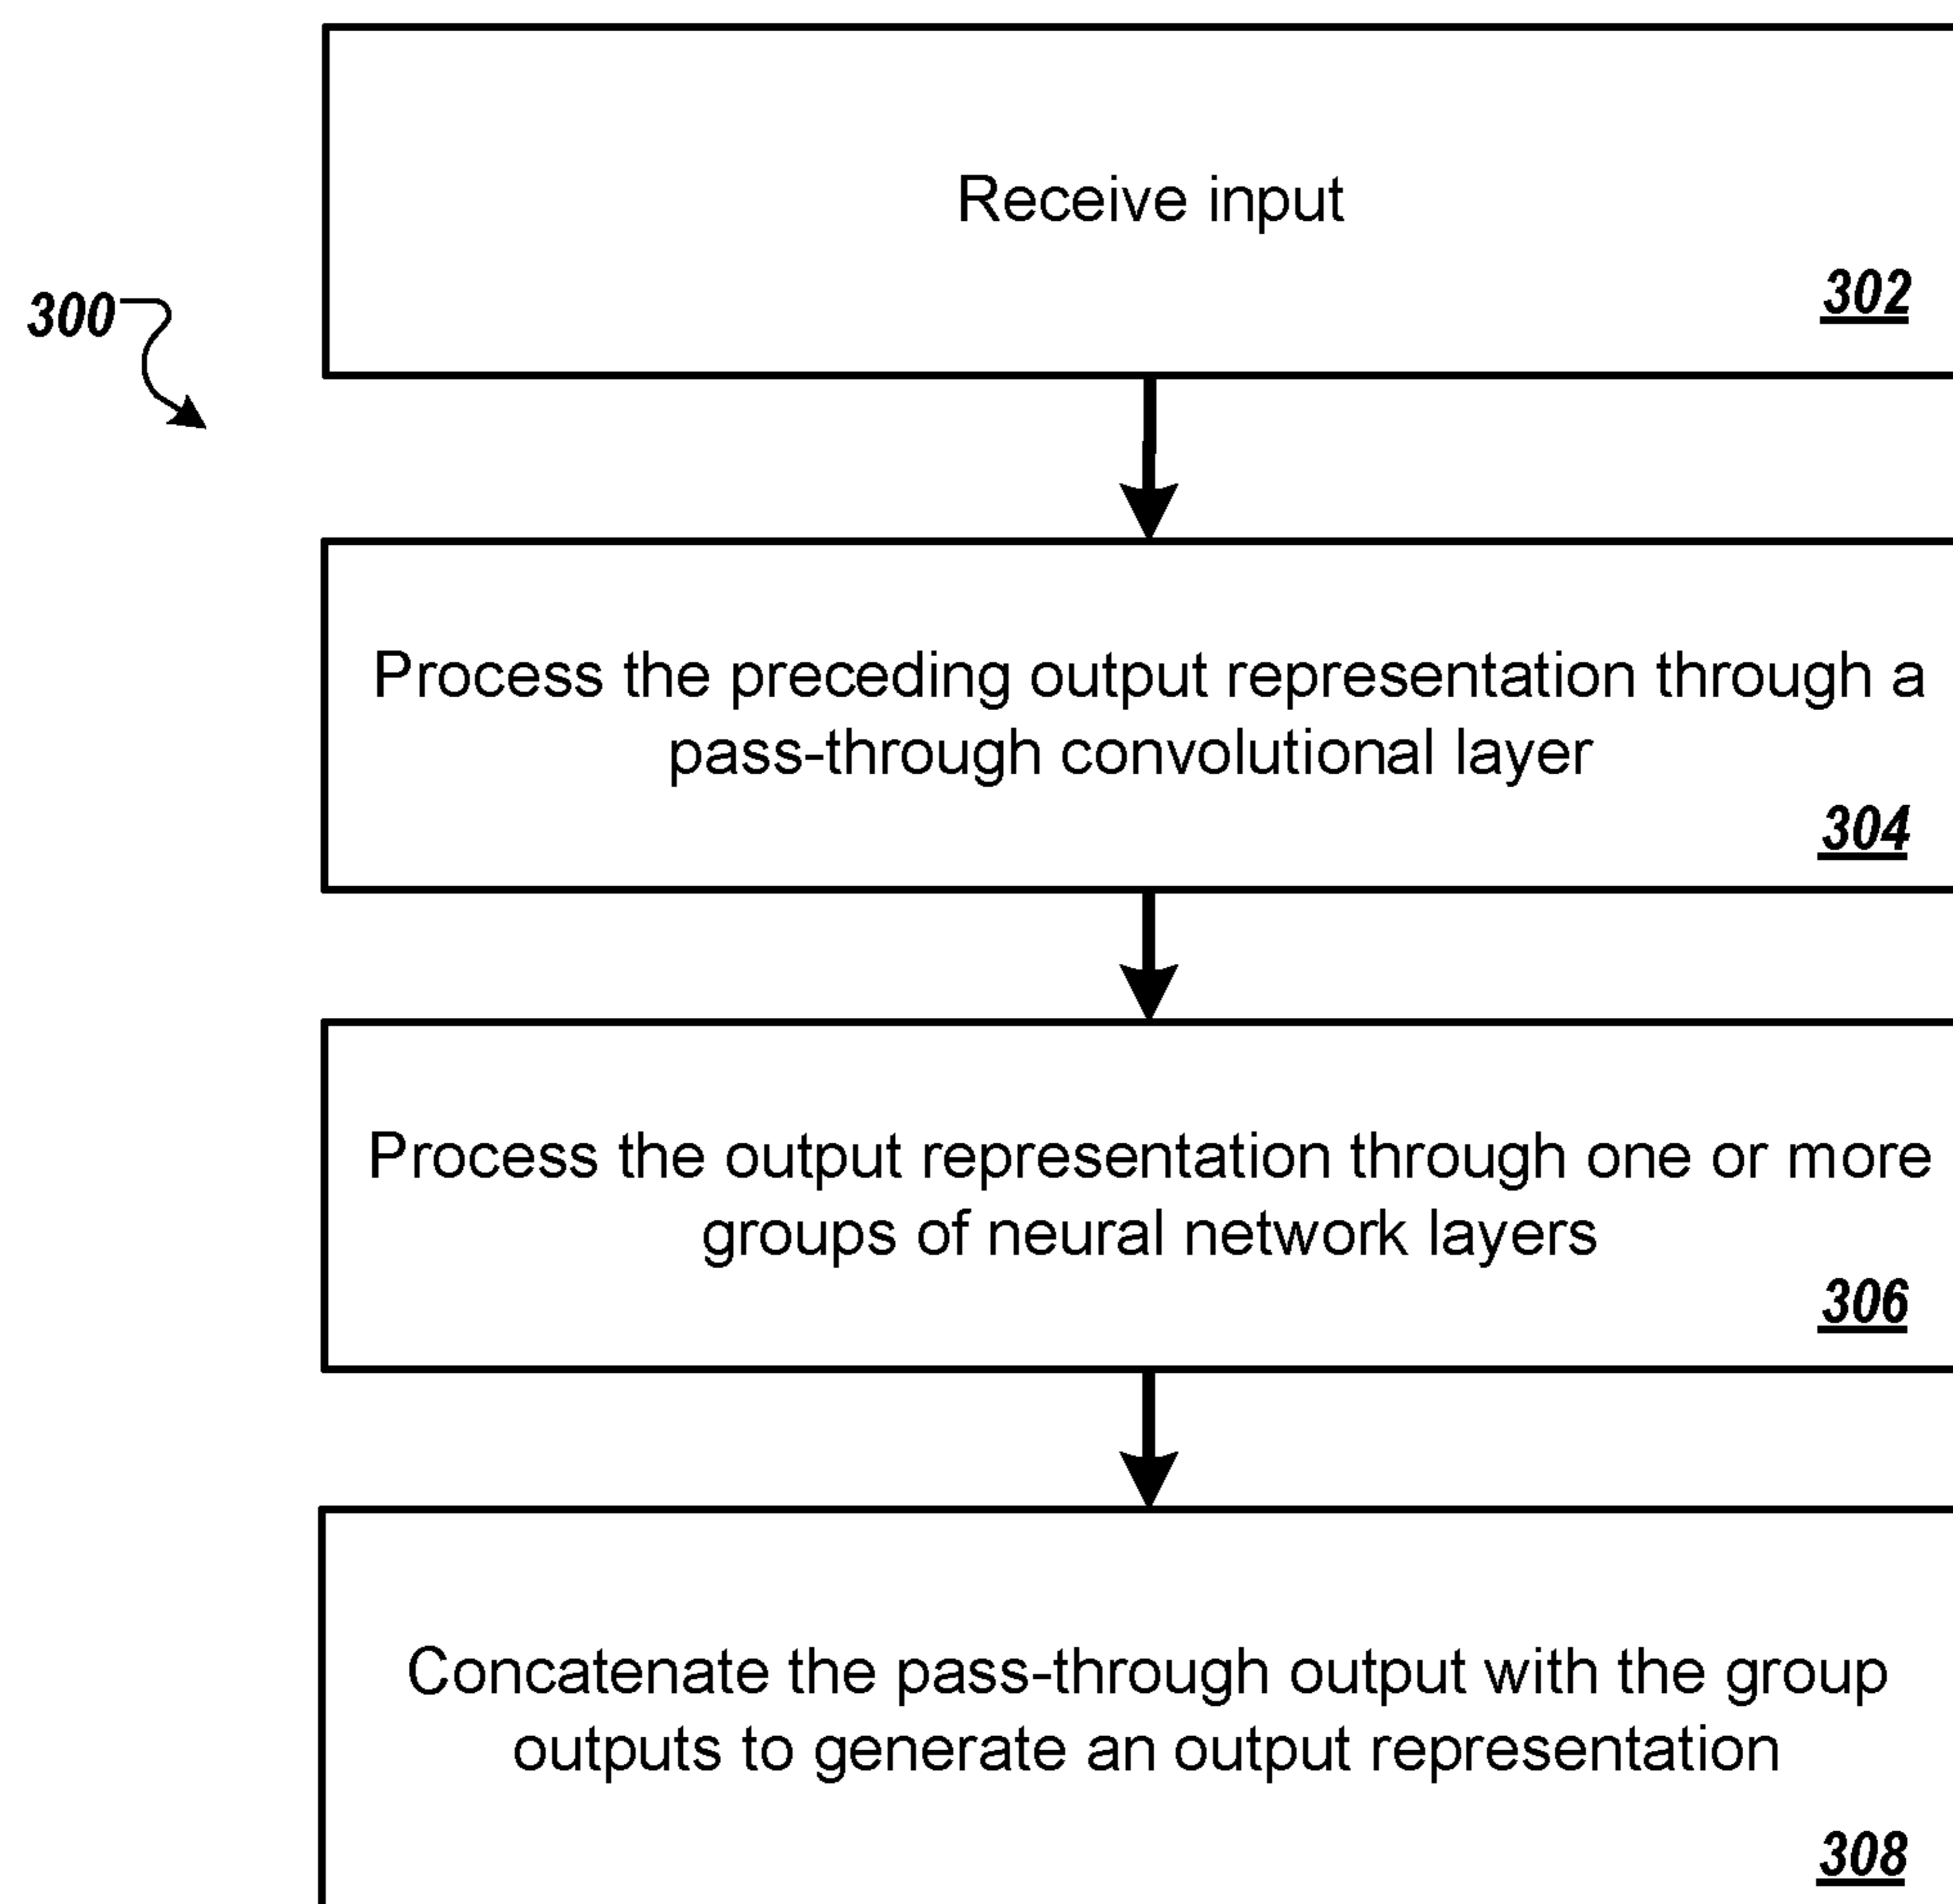 Receive input
302
300
Process the preceding output representation through a
pass-through convolutional layer
304
Process the output representation through one or more
groups of neural network layers
306
Concatenate the pass-through output with the group
outputs to generate an output representation
308